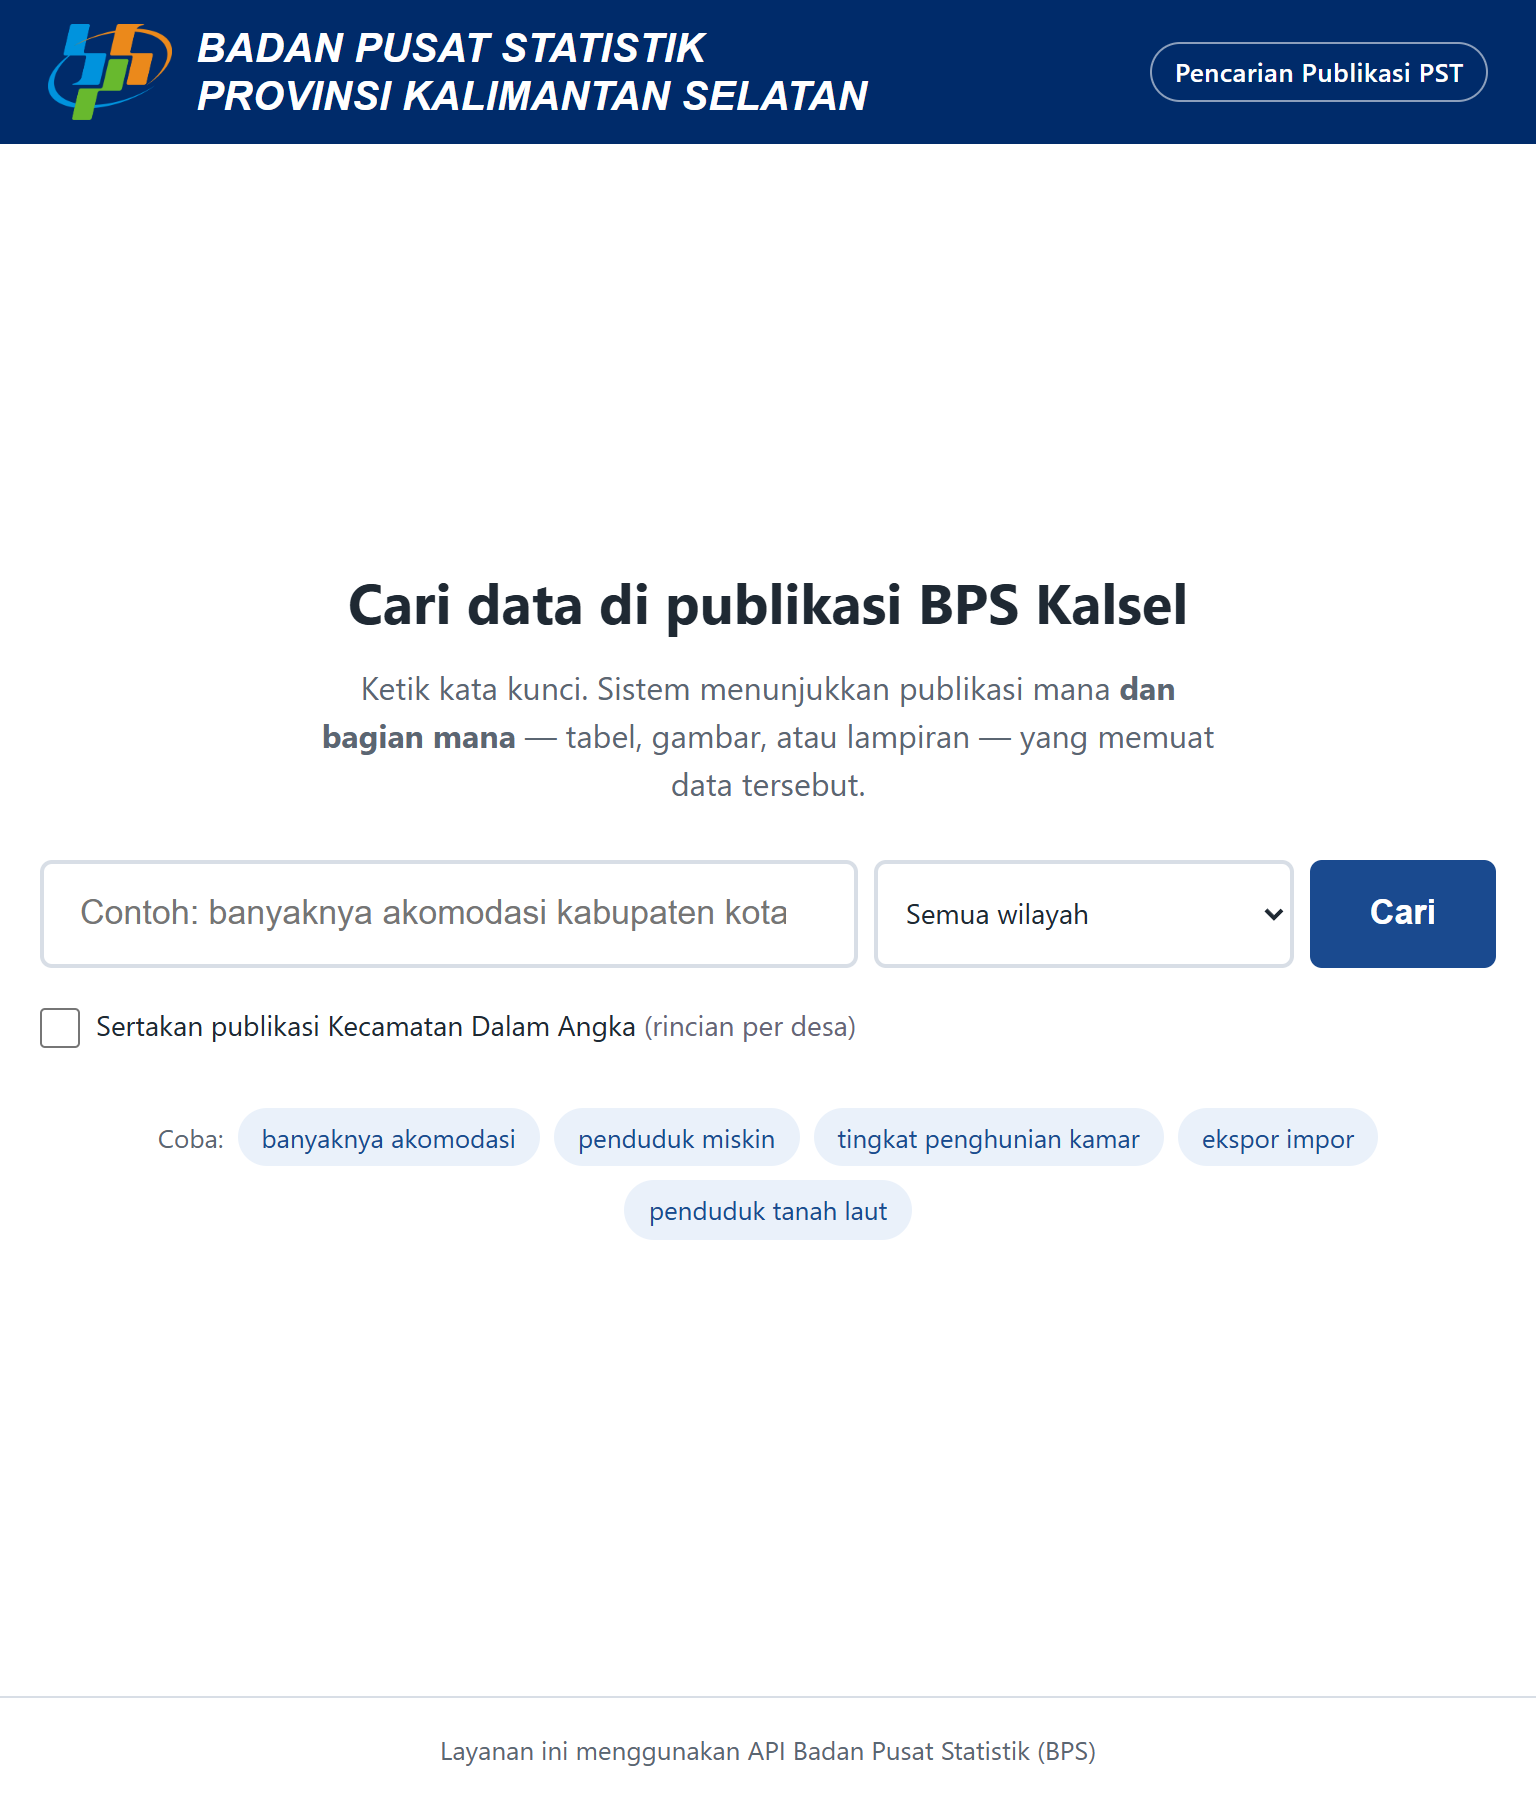 BADAN PUSAT STATISTIK
PROVINSI KALIMANTAN SELATAN
Pencarian Publikasi PST
Cari data di publikasi BPS Kalsel
Ketik kata kunci. Sistem menunjukkan publikasi mana dan
bagian mana — tabel, gambar, atau lampiran — yang memuat
data tersebut.
Contoh: banyaknya akomodasi kabupaten kota
Semua wilayah
Cari
Sertakan publikasi Kecamatan Dalam Angka (rincian per desa)
Coba: banyaknya akomodasi penduduk miskin tingkat penghunian kamar ekspor impor
penduduk tanah laut
Layanan ini menggunakan API Badan Pusat Statistik (BPS)